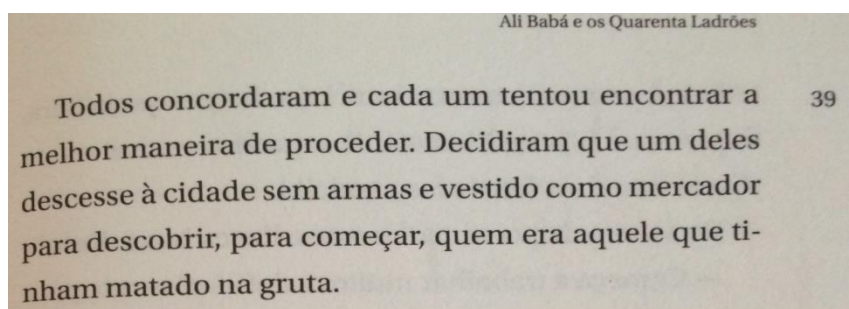 Ali Babá e os Quarenta Ladrões
Todos concordaram e cada um tentou encontrar a
39
melhor maneira de proceder. Decidiram que um deles
descesse à cidade sem armas e vestido como mercador
para descobrir, para começar, quem era aquele que ti-
nham matado na gruta.